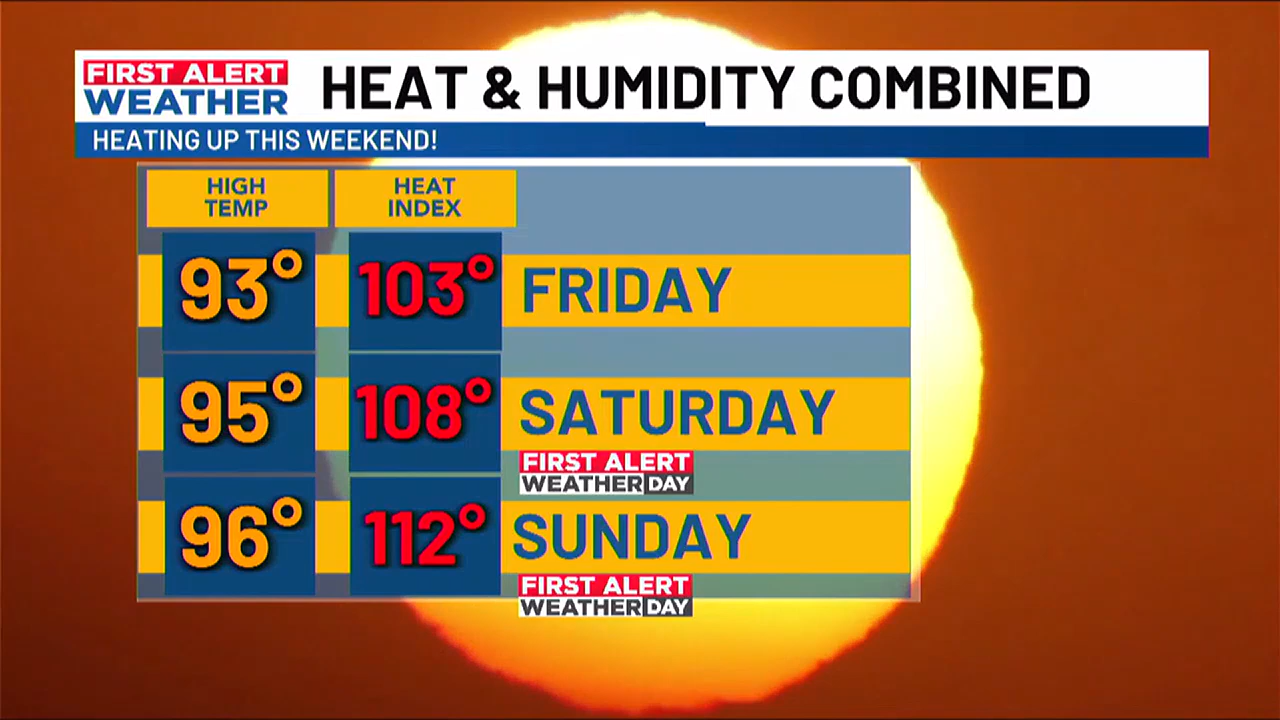 FIRST ALERT
WEATHER
HEAT & HUMIDITY COMBINED
HEATING UP THIS WEEKEND!
HIGH
TEMP
HEAT
INDEX
93° 103° FRIDAY
95° 108° SATURDAY
FIRST ALERT
WEATHER DAY
96° 112° SUNDAY
FIRST ALERT
WEATHER DAY